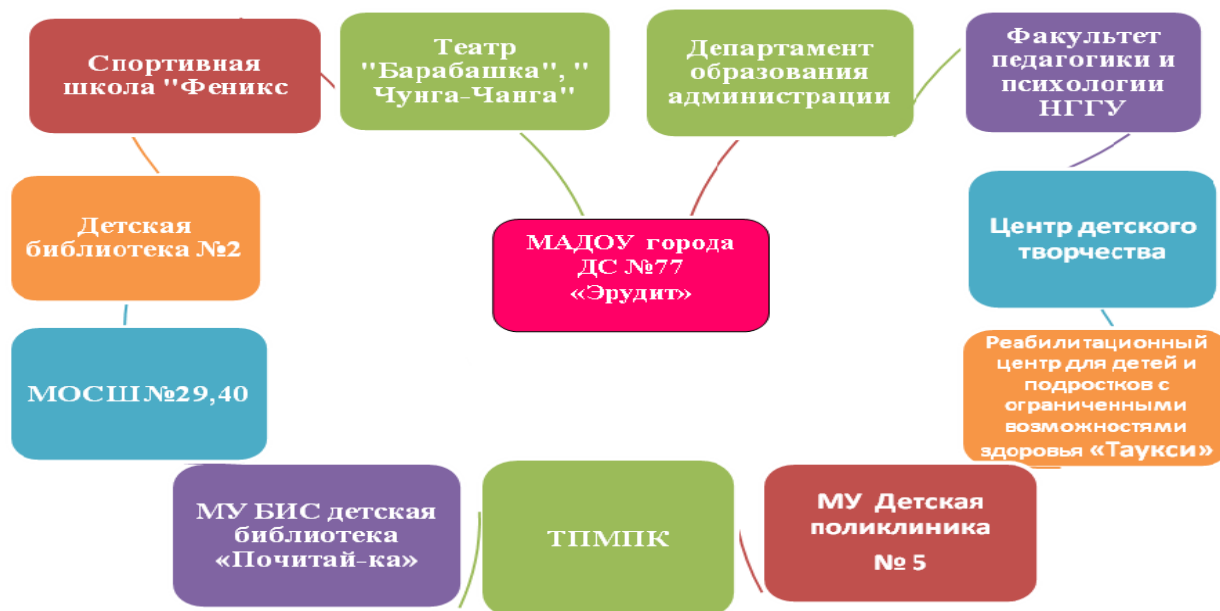 Спортивная
школа "Феникс
Театр
"Барабашка", "
Чунга-Чанга"
Департамент
образования
администрации
Факультет
педагогики и
психологии
НГГУ
Детская
библиотека №2
МАДОУ города
ДС №77
«Эрудит»
Центр детского
творчества
МОСШ №29,40
Реабилитационный
центр для детей и
подростков с
ограниченными
возможностями
здоровья «Таукси»
МУ БИС детская
библиотека
«Почитай-ка»
ТПМПК
МУ Детская
поликлиника
№ 5